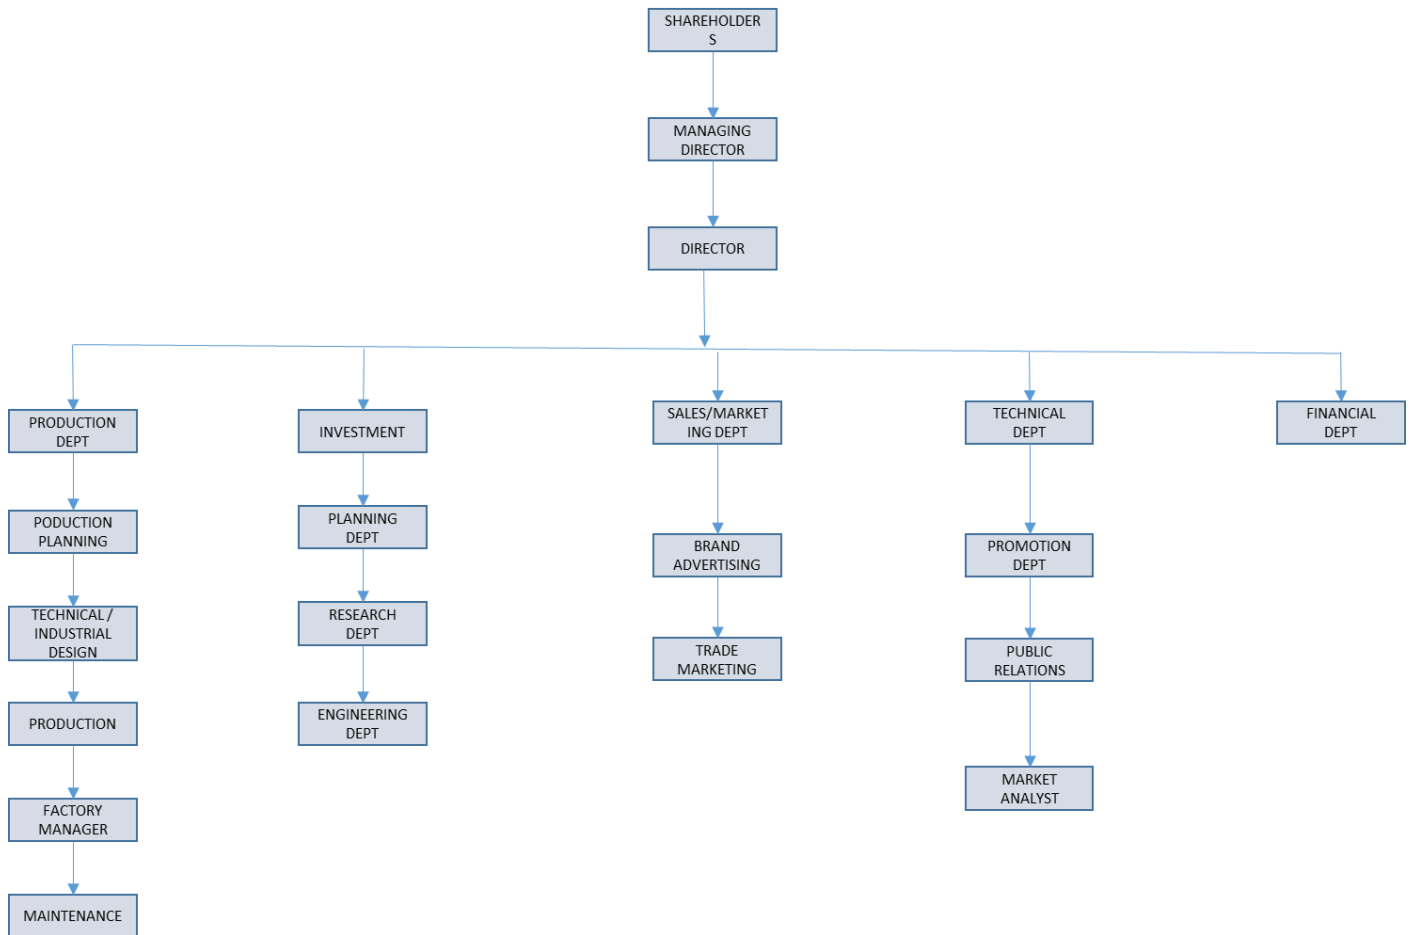 SHAREHOLDER
S
MANAGING
DIRECTOR
DIRECTOR
PRODUCTION
DEPT
INVESTMENT
SALES/MARKET
ING DEPT
TECHNICAL
DEPT
FINANCIAL
DEPT
PODUCTION
PLANNING
PLANNING
DEPT
BRAND
ADVERTISING
PROMOTION
DEPT
TECHNICAL /
INDUSTRIAL
DESIGN
RESEARCH
DEPT
TRADE
MARKETING
PUBLIC
RELATIONS
PRODUCTION
ENGINEERING
DEPT
MARKET
ANALYST
FACTORY
MANAGER
MAINTENANCE